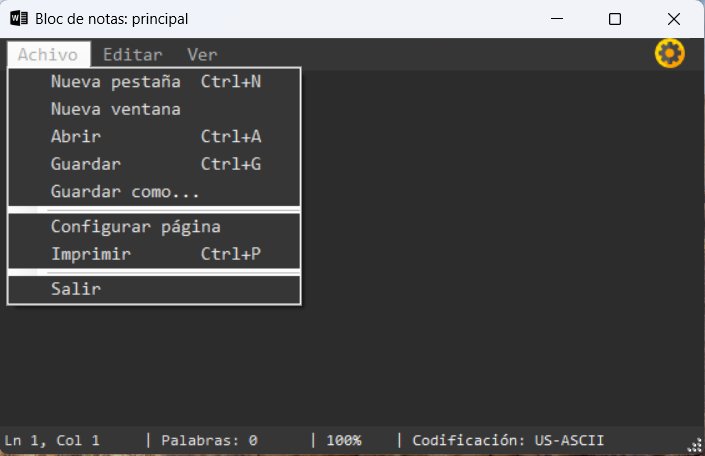 Bloc de notas: principal
Achivo Editar Ver
Nueva pestaña Ctrl+N
Nueva ventana
Abrir Ctrl+A
Guardar Ctrl+G
Guardar como...
Configurar página
Imprimir Ctrl+P
Salir
Ln 1, Col 1 | Palabras: 0 | 100% | Codificación: US-ASCII